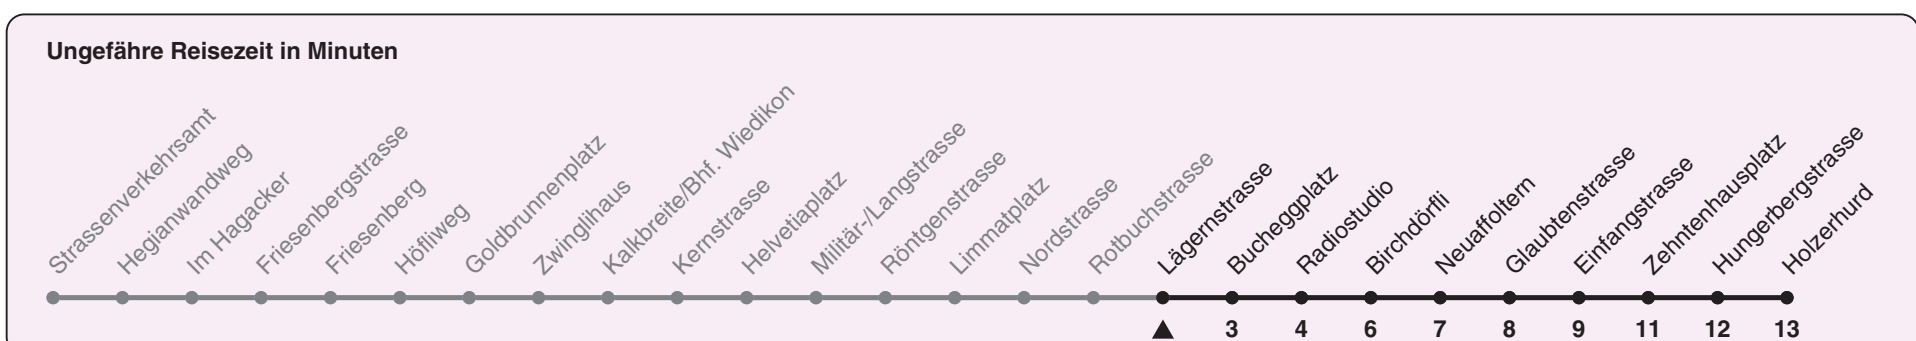 Ungefähre Reisezeit in Minuten
Strassenverkehrsamt
Hegianwandweg
Im Hagacker
Friesenbergstrasse
Friesenberg
Höfliweg
Goldbrunnenplatz
Zwinglihaus
Kalkbreite/Bhf. Wiedikon
Kernstrasse
Helvetiaplatz
Militär-/Langstrasse
Röntgenstrasse
Limmatplatz
Nordstrasse
Rotbuchstrasse
Lägernstrasse
Bucheggplatz
Radiostudio
Birchdörfli
Neuaffoltern
Glaubtenstrasse
Einfangstrasse
Zehntenhausplatz
Hungerbergstrasse
Holzerhurd
3 4 6 7 8 9 11 12 13